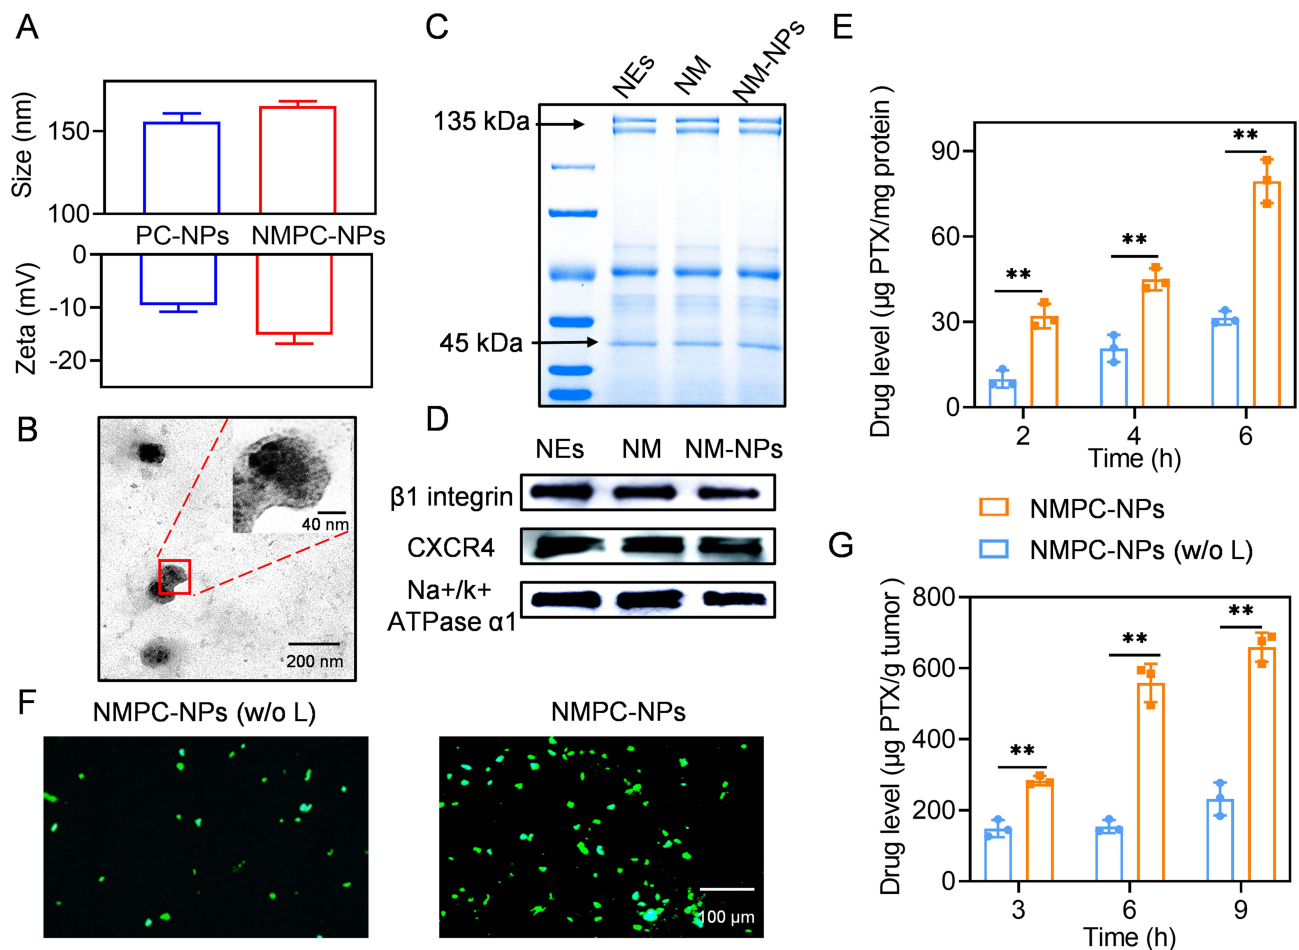 A
Size (nm)
150
100
PC-NPs
NMPC-NPs
Zeta (mV)
0
-10
-20
B
40 nm
200 nm
C
NEs
NM
NM-NPs
135 kDa
45 kDa
D
NEs
NM
NM-NPs
β1 integrin
CXCR4
Na+/k+
ATPase α1
E
Drug level (μg PTX/mg protein )
90
60
30
0
**
**
**
2
4
6
Time (h)
NMPC-NPs
NMPC-NPs (w/o L)
F
NMPC-NPs (w/o L)
NMPC-NPs
100 μm
G
Drug level (μg PTX/g tumor )
800
600
400
200
0
**
**
**
3
6
9
Time (h)